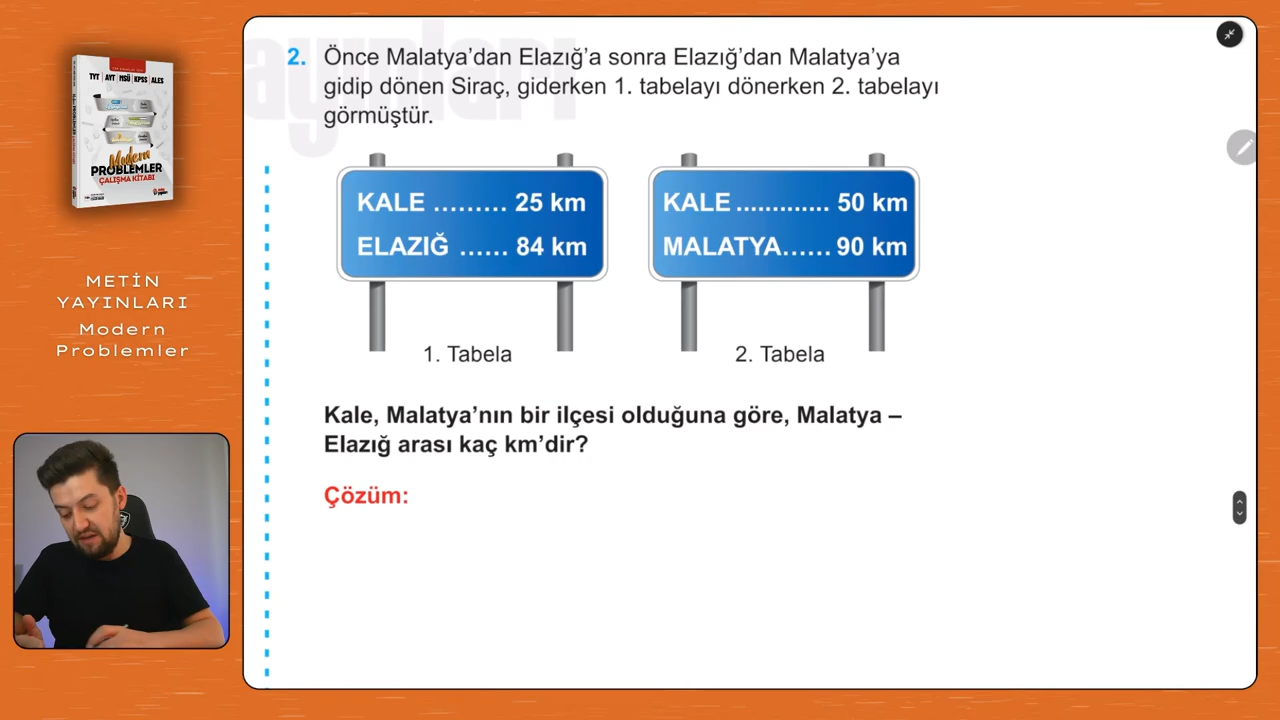 TYT | AYT | MSÜ | KPSS | ALES
Modern
PROBLEMLER
ÇALIŞMA KİTABI
METİN
YAYINLARI
Modern
Problemler
ayınları
2. Önce Malatya’dan Elazığ’a sonra Elazığ’dan Malatya’ya
gidip dönen Siraç, giderken 1. tabelayı dönerken 2. tabelayı
görmüştür.
KALE ......... 25 km
ELAZIĞ ...... 84 km
1. Tabela
KALE ............. 50 km
MALATYA...... 90 km
2. Tabela
Kale, Malatya’nın bir ilçesi olduğuna göre, Malatya –
Elazığ arası kaç km’dir?
Çözüm: